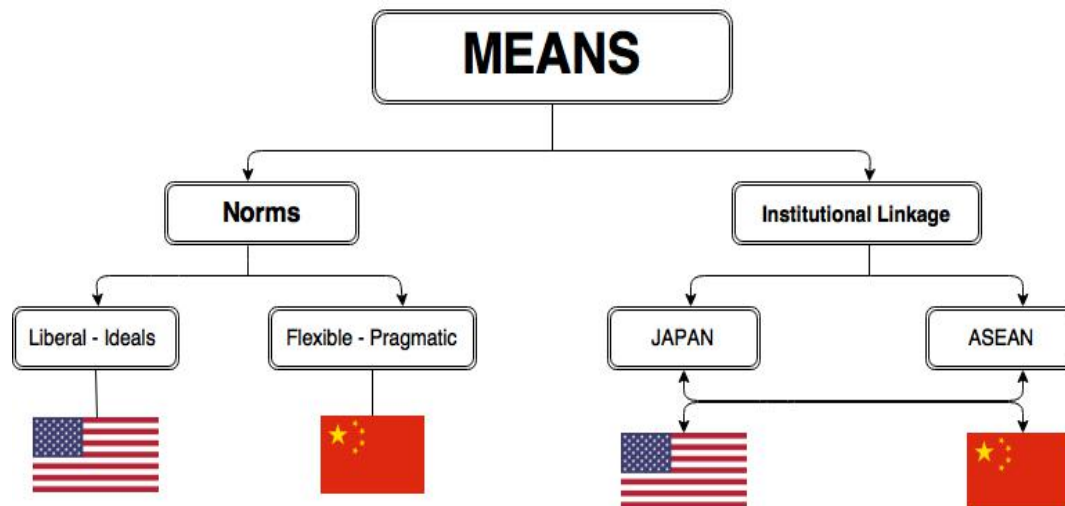 MEANS
Norms
Institutional Linkage
Liberal - Ideals
Flexible - Pragmatic
JAPAN
ASEAN